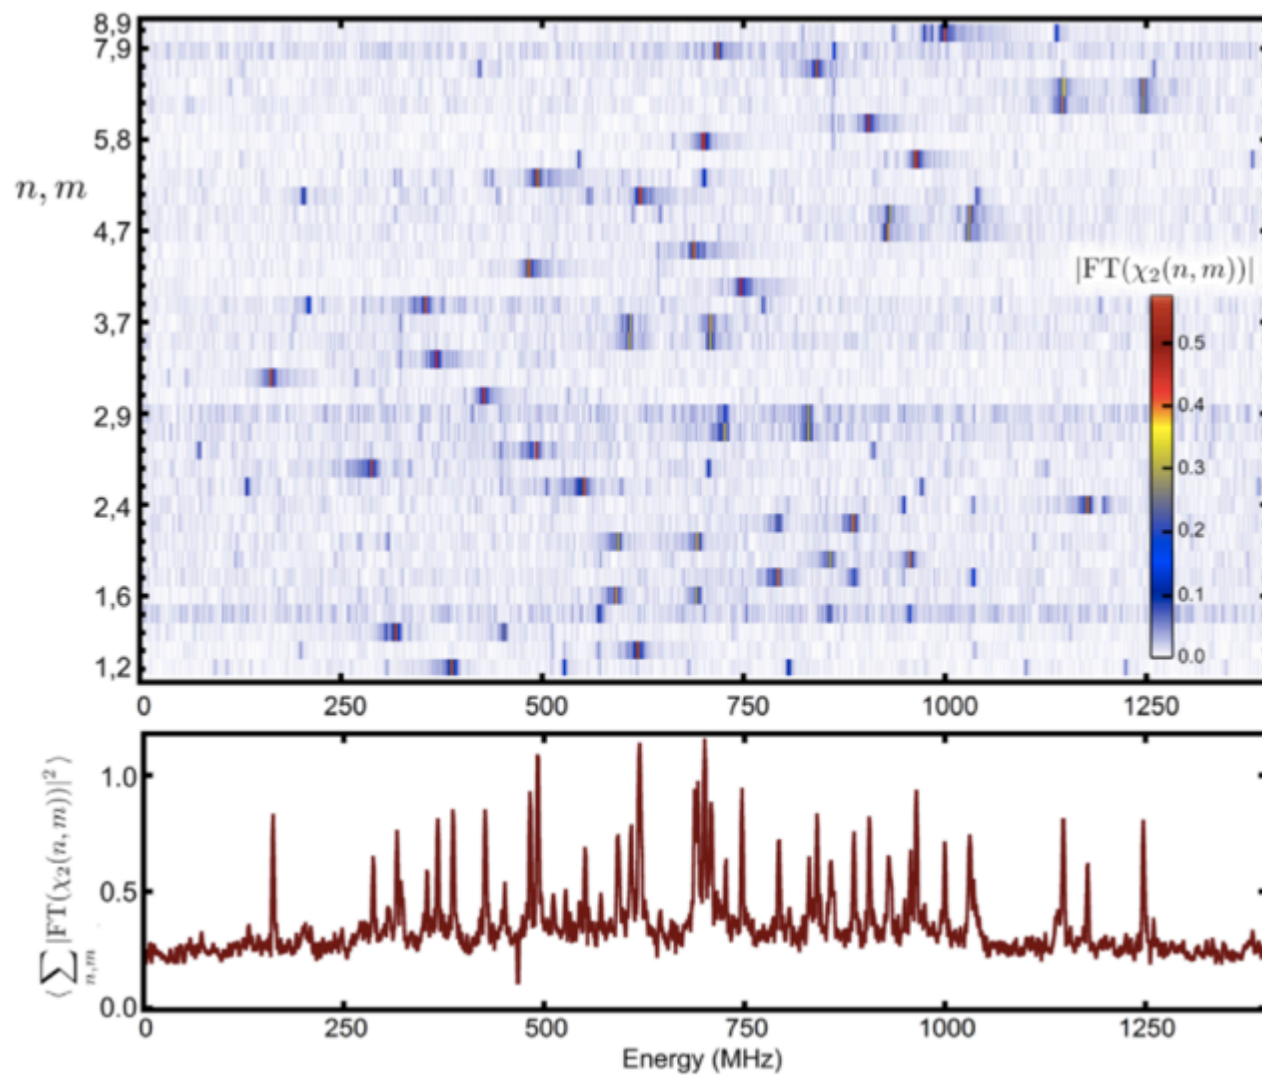 8,9
7,9
5,8
n, m
4,7
|FT(χ₂(n, m))|
3,7
0.5
2,9
0.4
0.3
2,4
0.2
1,6
0.1
1,2
0.0
0 250 500 750 1000 1250
⟨∑|FT(χ₂(n, m))|²⟩
n,m
1.0
0.5
0.0
0 250 500 750 1000 1250
Energy (MHz)